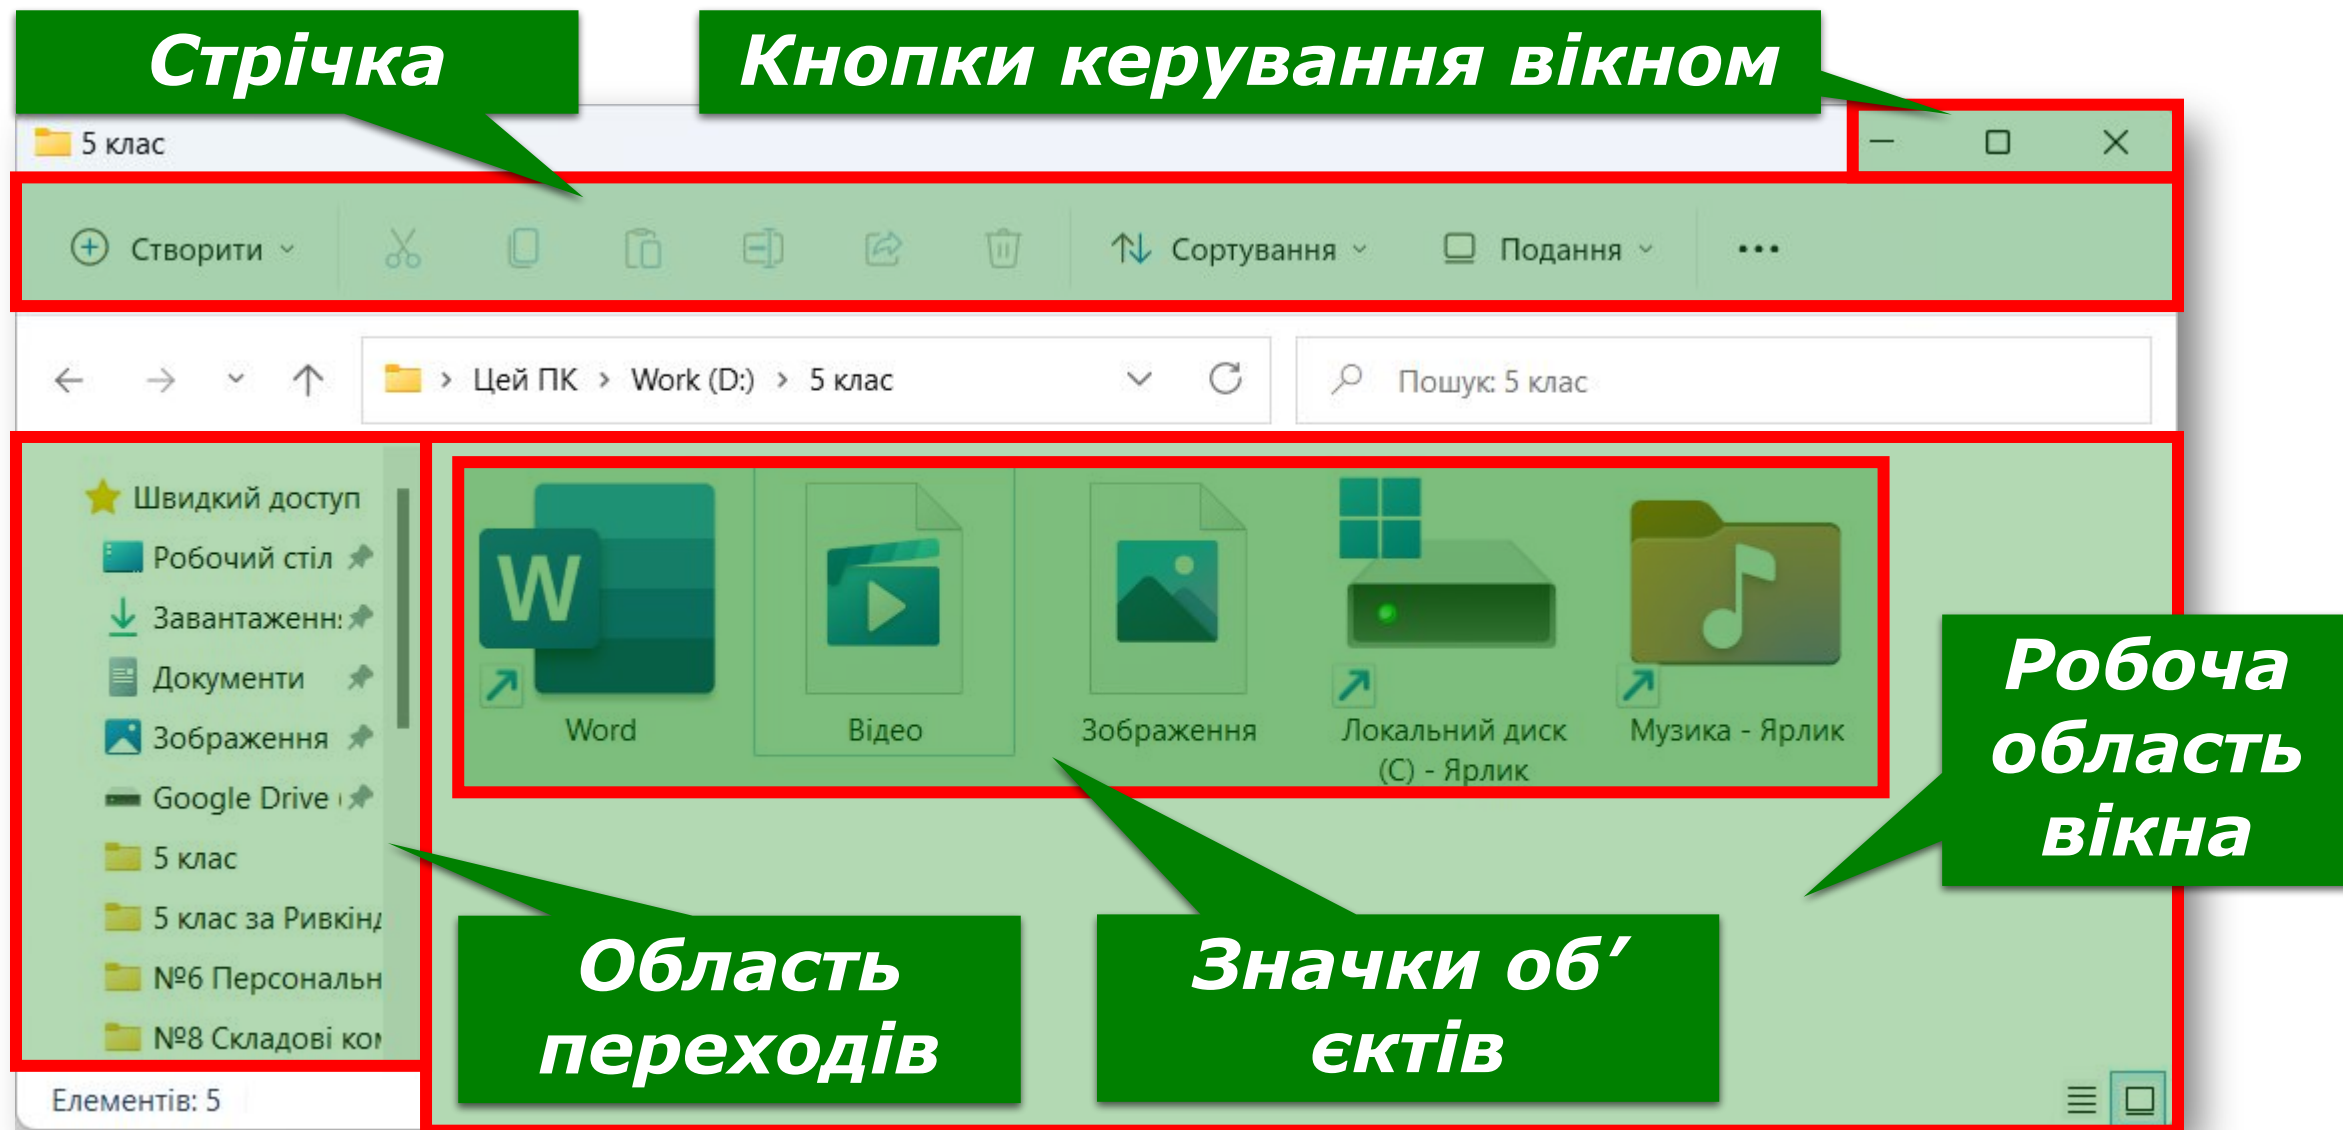 Стрічка
Кнопки керування вікном
5 клас
Створити
Сортування
Подання
Цей ПК > Work (D:) > 5 клас
Пошук: 5 клас
Швидкий доступ
Робочий стіл
Завантаженн
Документи
Зображення
Google Drive
5 клас
5 клас за Ривкінд
№6 Персональн
№8 Складові ком
Елементів: 5
Word
Відео
Зображення
Локальний диск
(C) - Ярлик
Музика - Ярлик
Робоча
область
вікна
Область
переходів
Значки об’
єктів